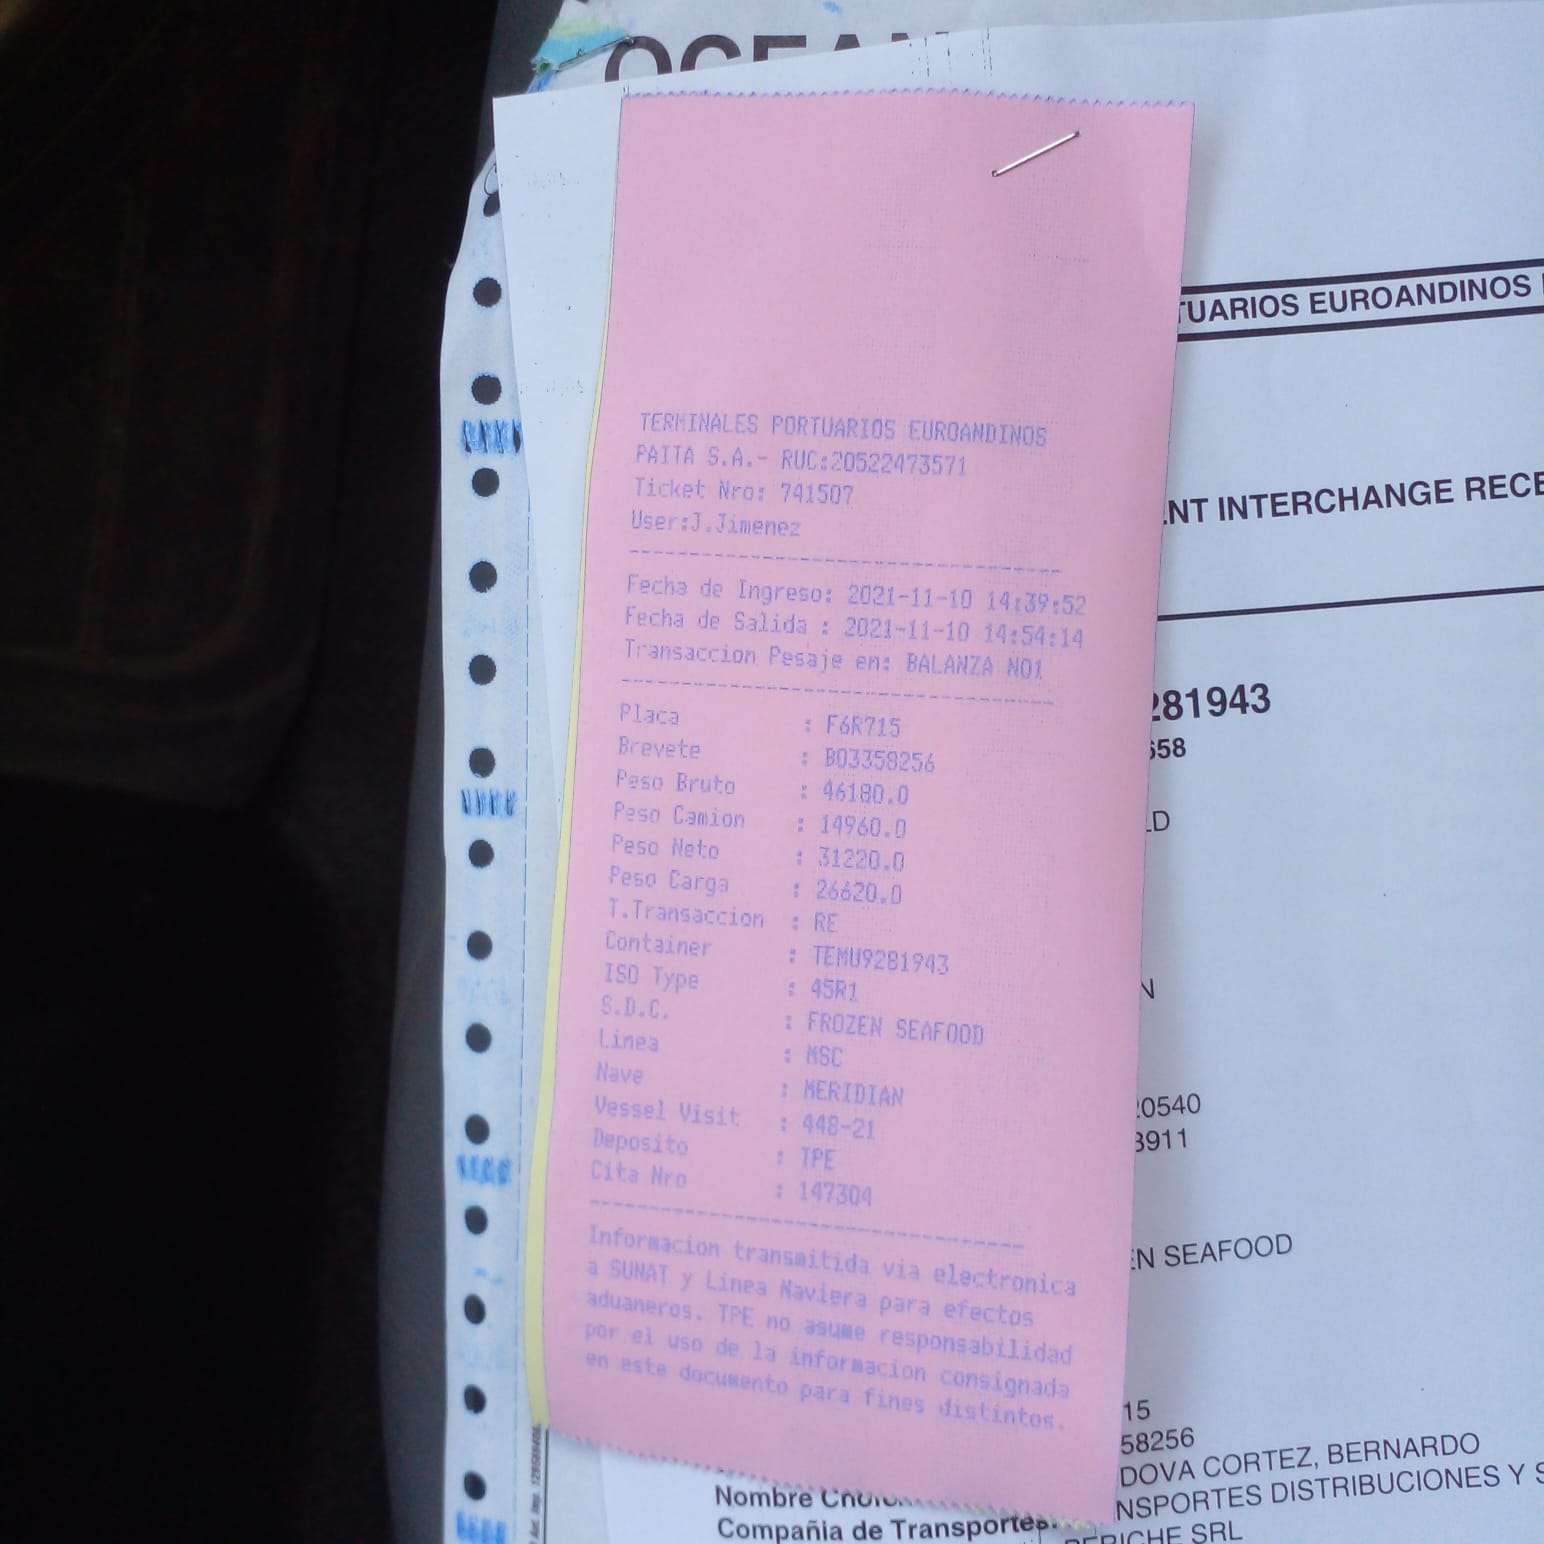 OCEAN
TUARIOS EUROANDINOS
TERMINALES PORTUARIOS EUROANDINOS
PAITA S.A.- RUC:20522473571
Ticket Nro: 741507
User:J.Jimenez
Fecha de Ingreso: 2021-11-10 14:39:52
Fecha de Salida : 2021-11-10 14:54:14
Transaccion Pesaje en: BALANZA NO1
Placa : F6R715
Brevete : B03358256
Peso Bruto : 46180.0
Peso Camion : 14960.0
Peso Neto : 31220.0
Peso Carga : 26620.0
T.Transaccion : RE
Container : TEMU9281943
ISO Type : 45R1
S.D.C. : FROZEN SEAFOOD
Linea : MSC
Nave : MERIDIAN
Vessel Visit : 448-21
Deposito : TPE
Cita Nro : 147304
Informacion transmitida via electronica
a SUNAT y Linea Naviera para efectos
aduaneros. TPE no asume responsabilidad
por el uso de la informacion consignada
en este documento para fines distintos.
NT INTERCHANGE RECE
281943
658
LD
N
20540
3911
EN SEAFOOD
15
58256
DOVA CORTEZ, BERNARDO
Nombre
NSPORTES DISTRIBUCIONES Y S
Compañia de Transportes:
PERICHE SRL